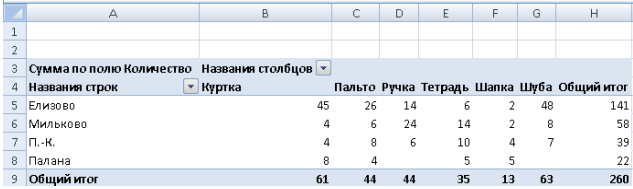 A B C D E F G H
1
2
3 Сумма по полю Количество Названия столбцов
4 Названия строк Куртка Пальто Ручка Тетрадь Шапка Шуба Общий итог
5 Елизово 45 26 14 6 2 48 141
6 Мильково 4 6 24 14 2 8 58
7 П.-К. 4 8 6 10 4 7 39
8 Палана 8 4 5 5 22
9 Общий итог 61 44 44 35 13 63 260